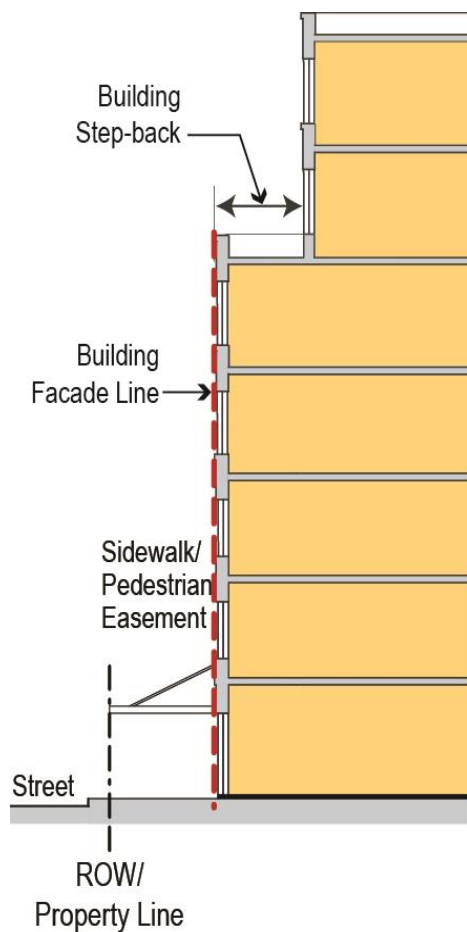 Building
Step-back
Building
Facade Line
Sidewalk/
Pedestrian
Easement
Street
ROW/
Property Line